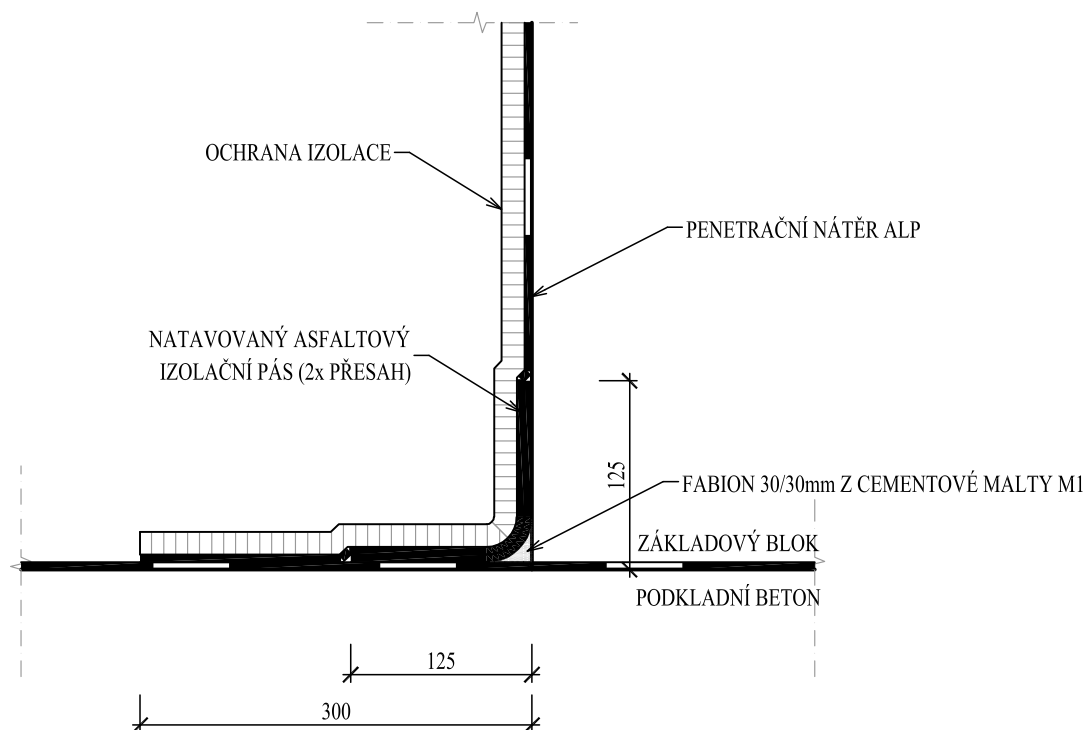 OCHRANA IZOLACE
PENETRAČNÍ NÁTĚR ALP
NATAVOVANÝ ASFALTOVÝ
IZOLAČNÍ PÁS (2x PŘESAH)
125
FABION 30/30mm Z CEMENTOVÉ MALTY M1
ZÁKLADOVÝ BLOK
PODKLADNÍ BETON
125
300